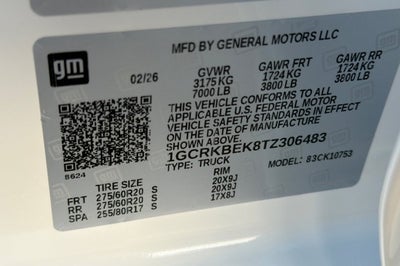 MFD BY GENERAL MOTORS LLC
gm
02/26
GVWR GAWR FRT GAWR RR
3175 KG 1724 KG 1724 KG
7000 LB 3800 LB 3800 LB
THIS VEHICLE CONFORMS TO ALL
APPLICABLE U.S. FEDERAL MOTOR
VEHICLE SAFETY STANDARDS IN EFFECT
ON THE DATE OF MANUFACTURE
SHOWN ABOVE.
1GCRKBEK8TZ306483
8624
TYPE: TRUCK MODEL: 83CK10753
TIRE SIZE RIM
FRT 275/60R20 S 20X9J
RR 275/60R20 S 20X9J
SPA 255/80R17 S 17X8J